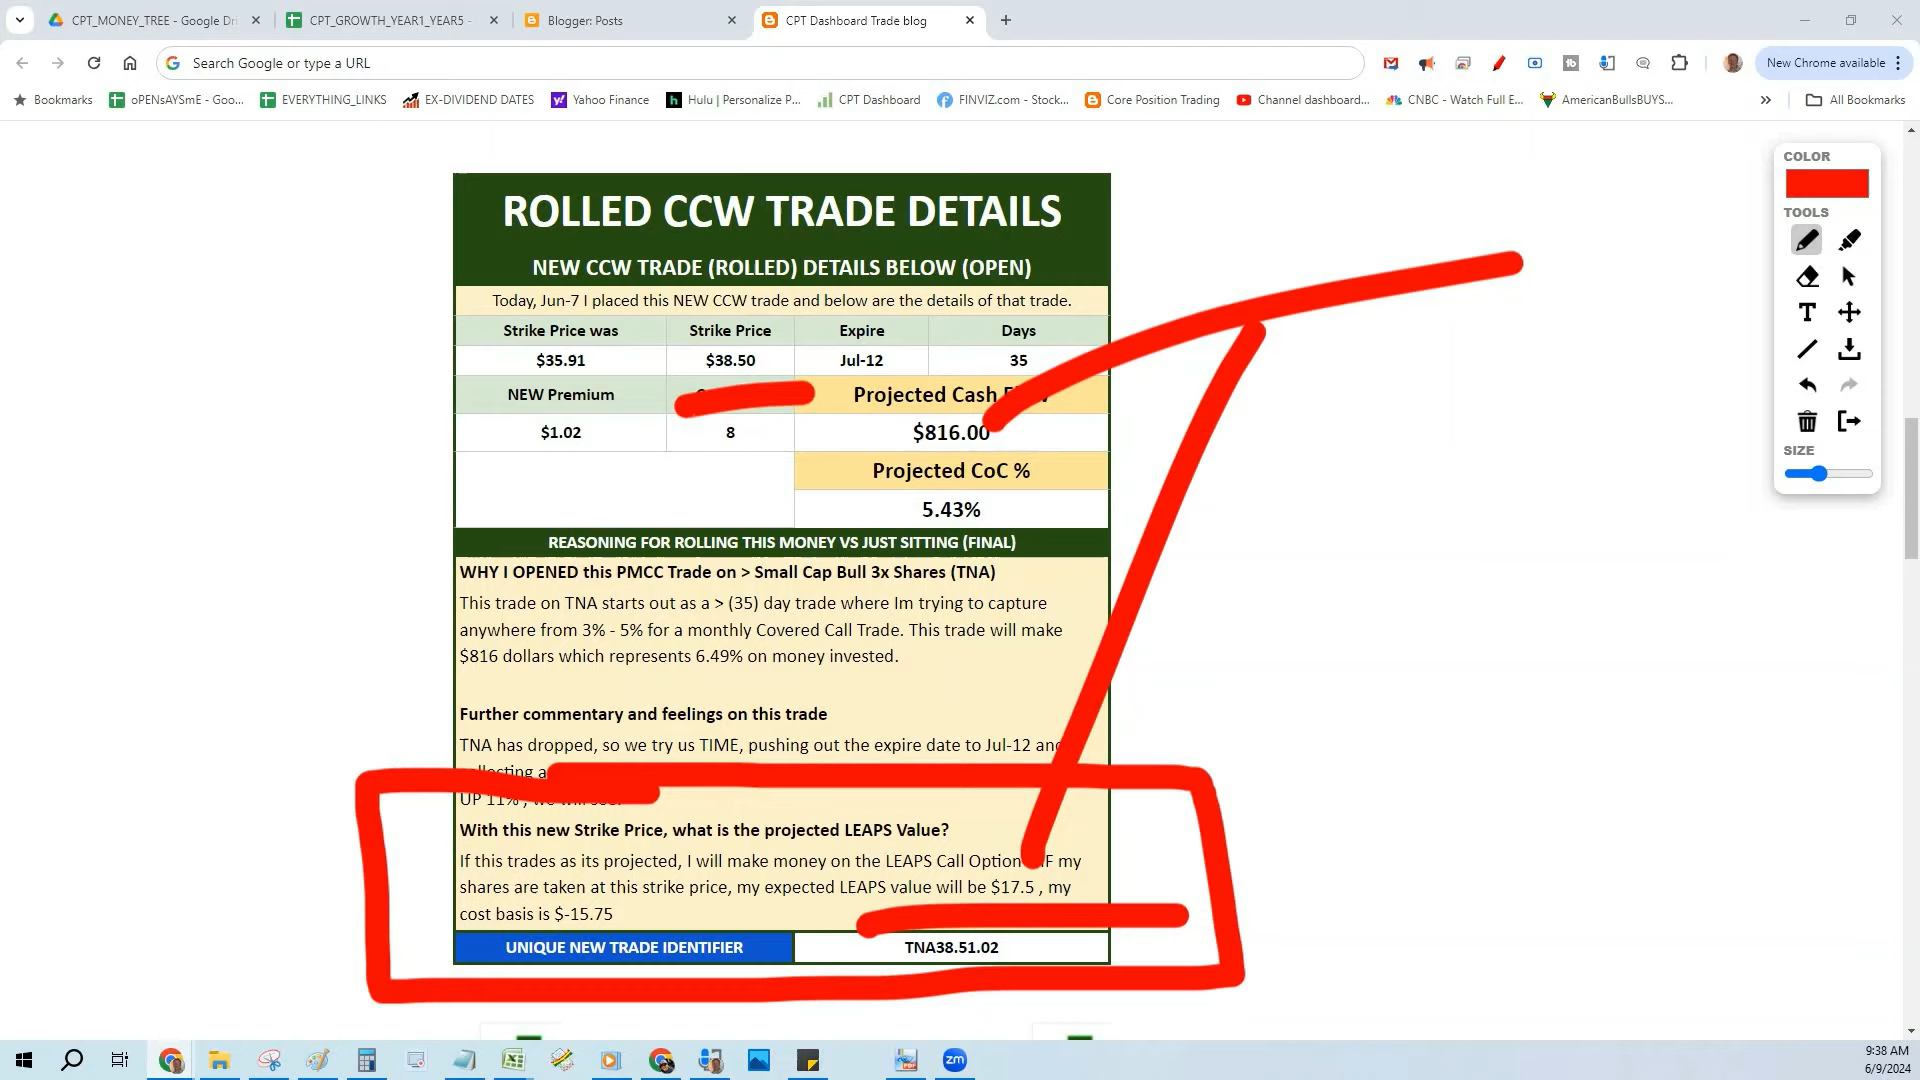 CPT_MONEY_TREE - Google Dri
CPT_GROWTH_YEAR1_YEAR5 -
Blogger: Posts
CPT Dashboard Trade blog
Search Google or type a URL
New Chrome available
Bookmarks
oPENsAYSmE - Goo...
EVERYTHING_LINKS
EX-DIVIDEND DATES
Yahoo Finance
Hulu | Personalize P...
CPT Dashboard
FINVIZ.com - Stock...
Core Position Trading
Channel dashboard...
CNBC - Watch Full E...
AmericanBullsBUYS...
All Bookmarks
COLOR
TOOLS
SIZE
ROLLED CCW TRADE DETAILS
NEW CCW TRADE (ROLLED) DETAILS BELOW (OPEN)
Today, Jun-7 I placed this NEW CCW trade and below are the details of that trade.
Strike Price was Strike Price Expire Days
$35.91 $38.50 Jul-12 35
NEW Premium Projected Cash
$1.02 8 $816.00
Projected CoC %
5.43%
REASONING FOR ROLLING THIS MONEY VS JUST SITTING (FINAL)
WHY I OPENED this PMCC Trade on > Small Cap Bull 3x Shares (TNA)
This trade on TNA starts out as a > (35) day trade where Im trying to capture
anywhere from 3% - 5% for a monthly Covered Call Trade. This trade will make
$816 dollars which represents 6.49% on money invested.
Further commentary and feelings on this trade
TNA has dropped, so we try us TIME, pushing out the expire date to Jul-12 and
UP 11% ,
With this new Strike Price, what is the projected LEAPS Value?
If this trades as its projected, I will make money on the LEAPS Call Option IF my
shares are taken at this strike price, my expected LEAPS value will be $17.5 , my
cost basis is $-15.75
UNIQUE NEW TRADE IDENTIFIER TNA38.51.02
9:38 AM
6/9/2024